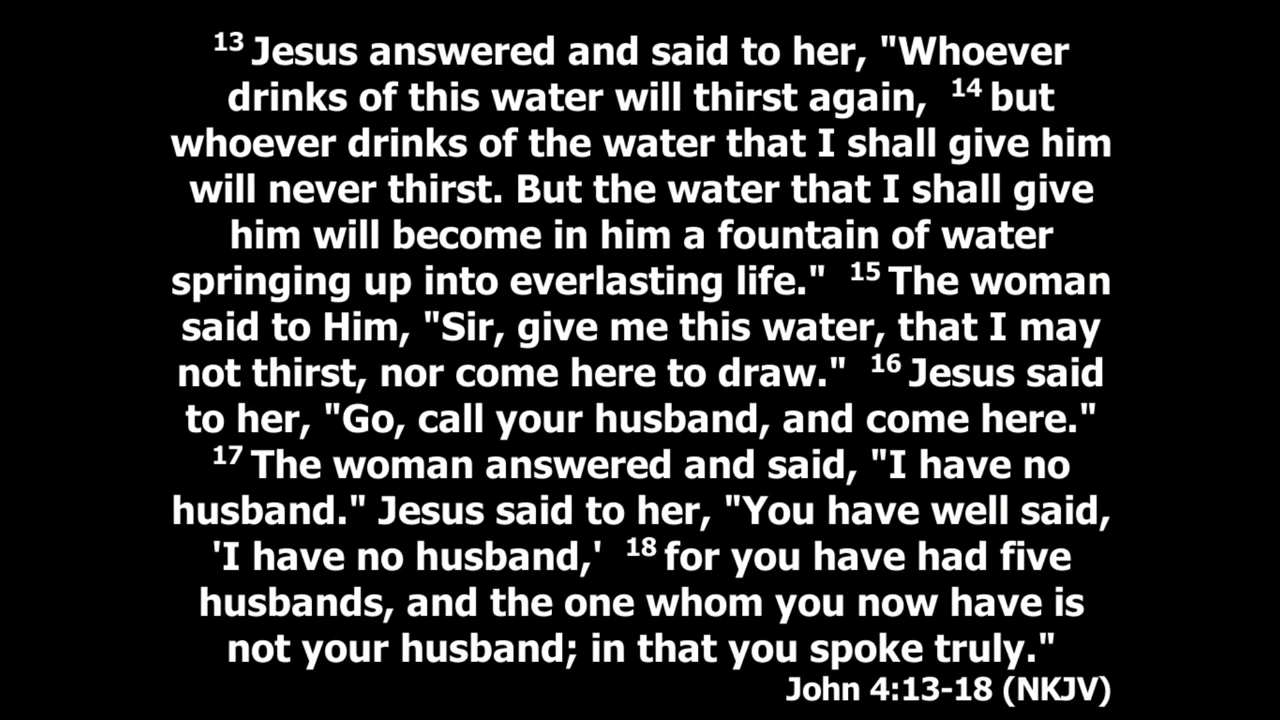 13 Jesus answered and said to her, "Whoever
drinks of this water will thirst again, 14 but
whoever drinks of the water that I shall give him
will never thirst. But the water that I shall give
him will become in him a fountain of water
springing up into everlasting life." 15 The woman
said to Him, "Sir, give me this water, that I may
not thirst, nor come here to draw." 16 Jesus said
to her, "Go, call your husband, and come here."
17 The woman answered and said, "I have no
husband." Jesus said to her, "You have well said,
'I have no husband,' 18 for you have had five
husbands, and the one whom you now have is
not your husband; in that you spoke truly."
John 4:13-18 (NKJV)